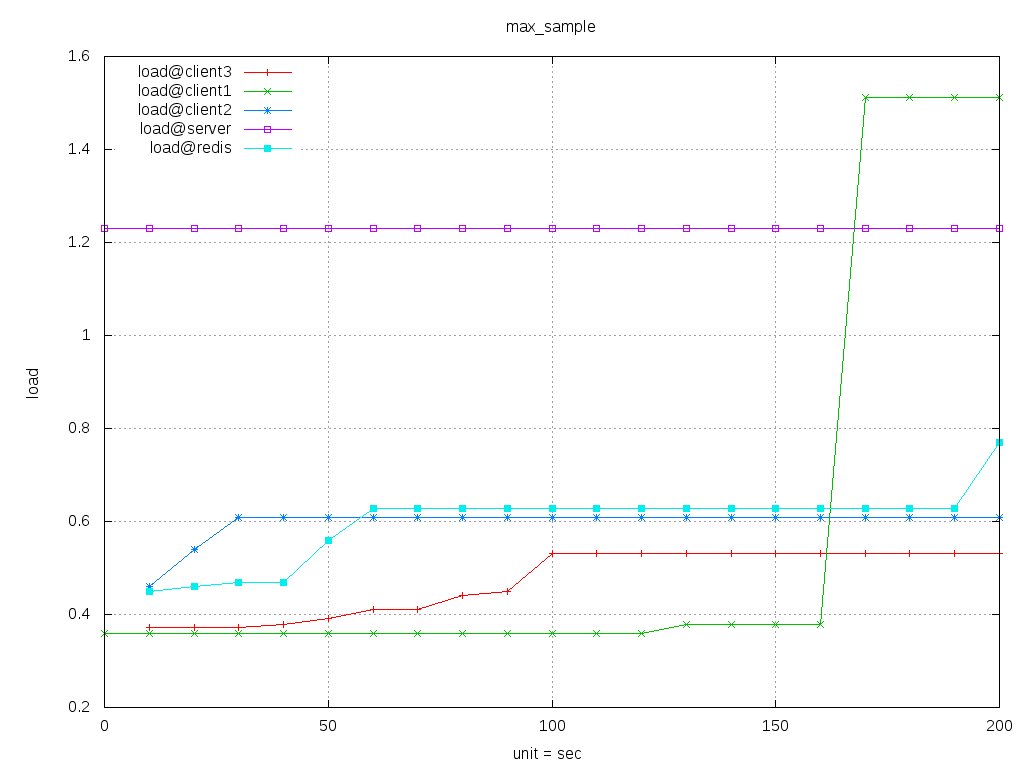 max_sample
1.6
load@client3
load@client1
load@client2
1.4
load@server
load@redis
1.2
1
load
0.8
0.6
0.4
0.2
0 50 100 150 200
unit = sec